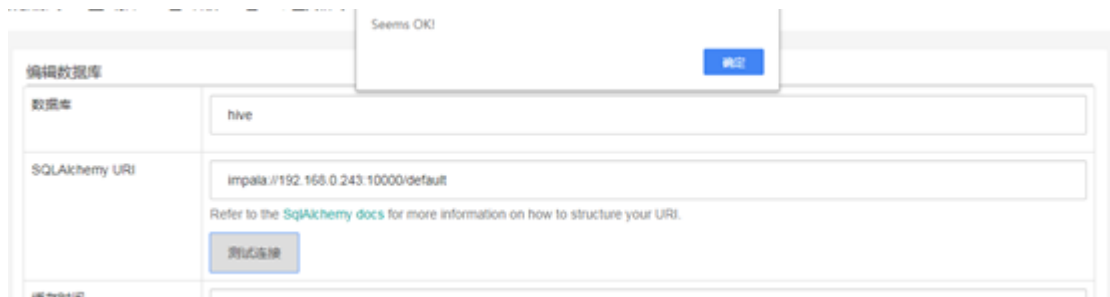 Seems OK!
确定
编辑数据库
数据库
hive
SQLAlchemy URI
impala://192.168.0.243:10000/default
Refer to the SqlAlchemy docs for more information on how to structure your URI.
测试连接